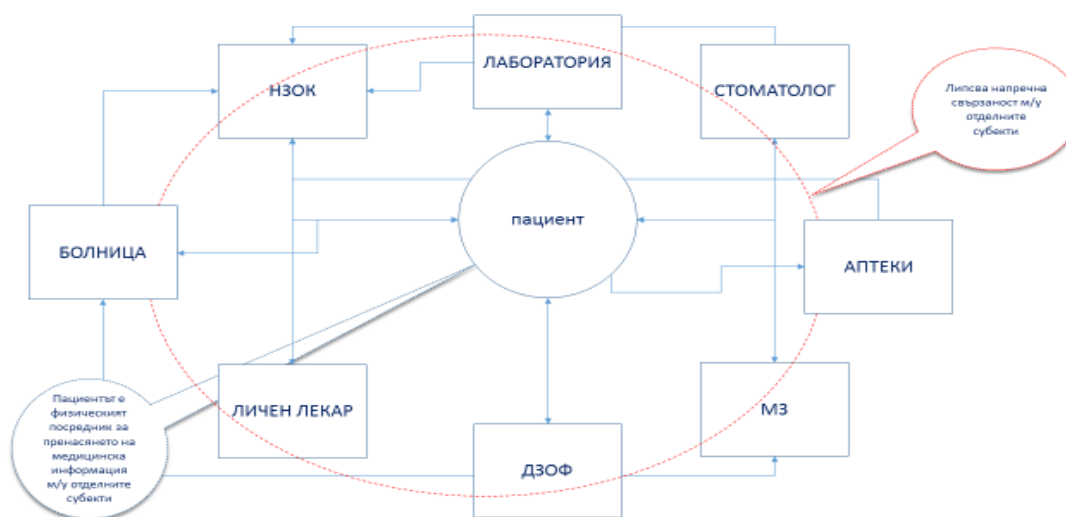 ЛАБОРАТОРИЯ
НЗОК
СТОМАТОЛОГ
Липсва напречна
свързаност м/у
отделните
субекти
пациент
БОЛНИЦА
АПТЕКИ
ЛИЧЕН ЛЕКАР
МЗ
ДЗОФ
Пациентът е
физическият
посредник за
пренасянето на
медицинска
информация
м/у отделните
субекти